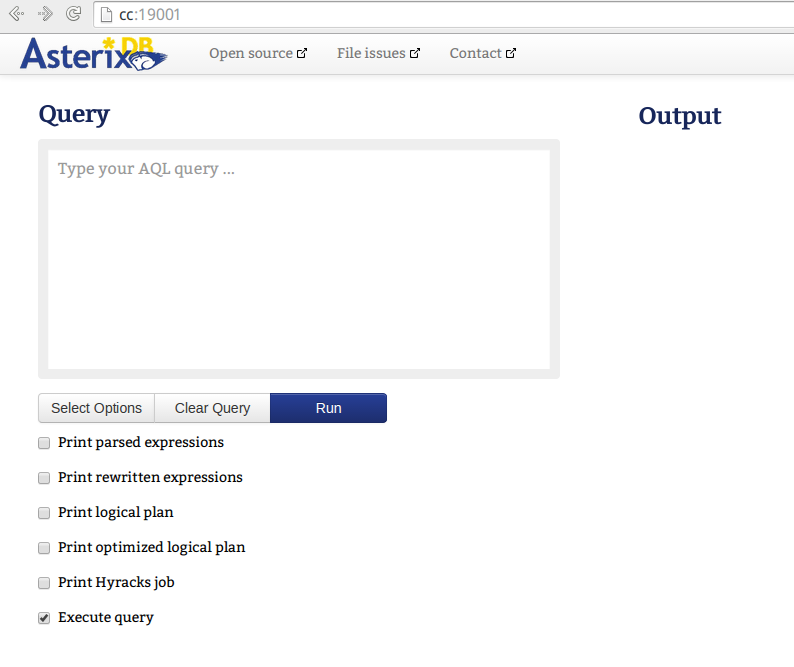 cc:19001
AsterixDB
Open source
File issues
Contact
Query
Output
Type your AQL query ...
Select Options
Clear Query
Run
Print parsed expressions
Print rewritten expressions
Print logical plan
Print optimized logical plan
Print Hyracks job
Execute query